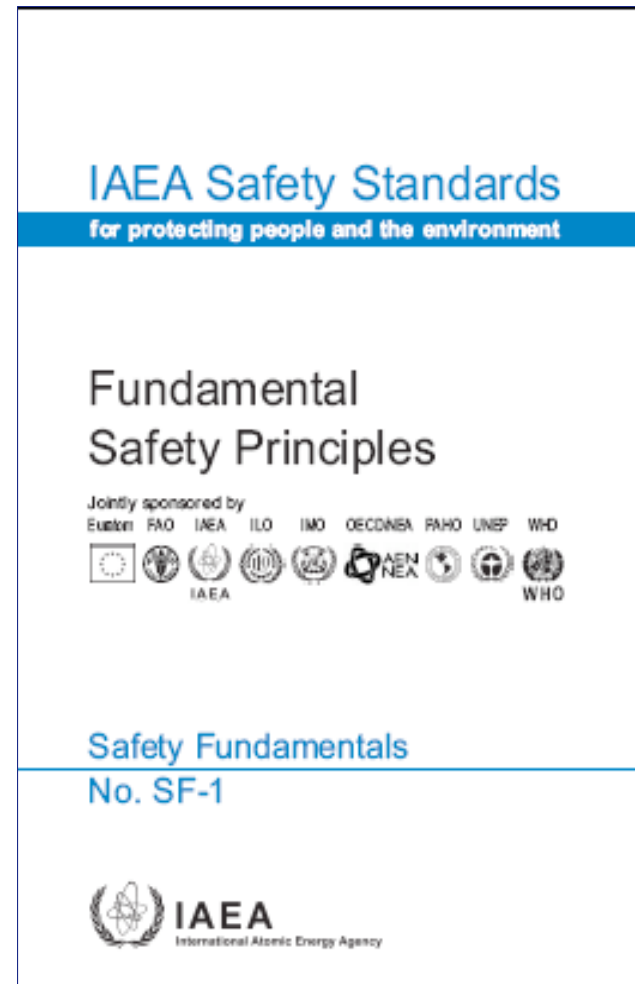 IAEA Safety Standards
for protecting people and the environment
Fundamental
Safety Principles
Jointly sponsored by
Euratom FAO IAEA ILO IMO OECD/NEA PAHO UNEP WHO
AEN
NEA
IAEA WHO
Safety Fundamentals
No. SF-1
IAEA
International Atomic Energy Agency